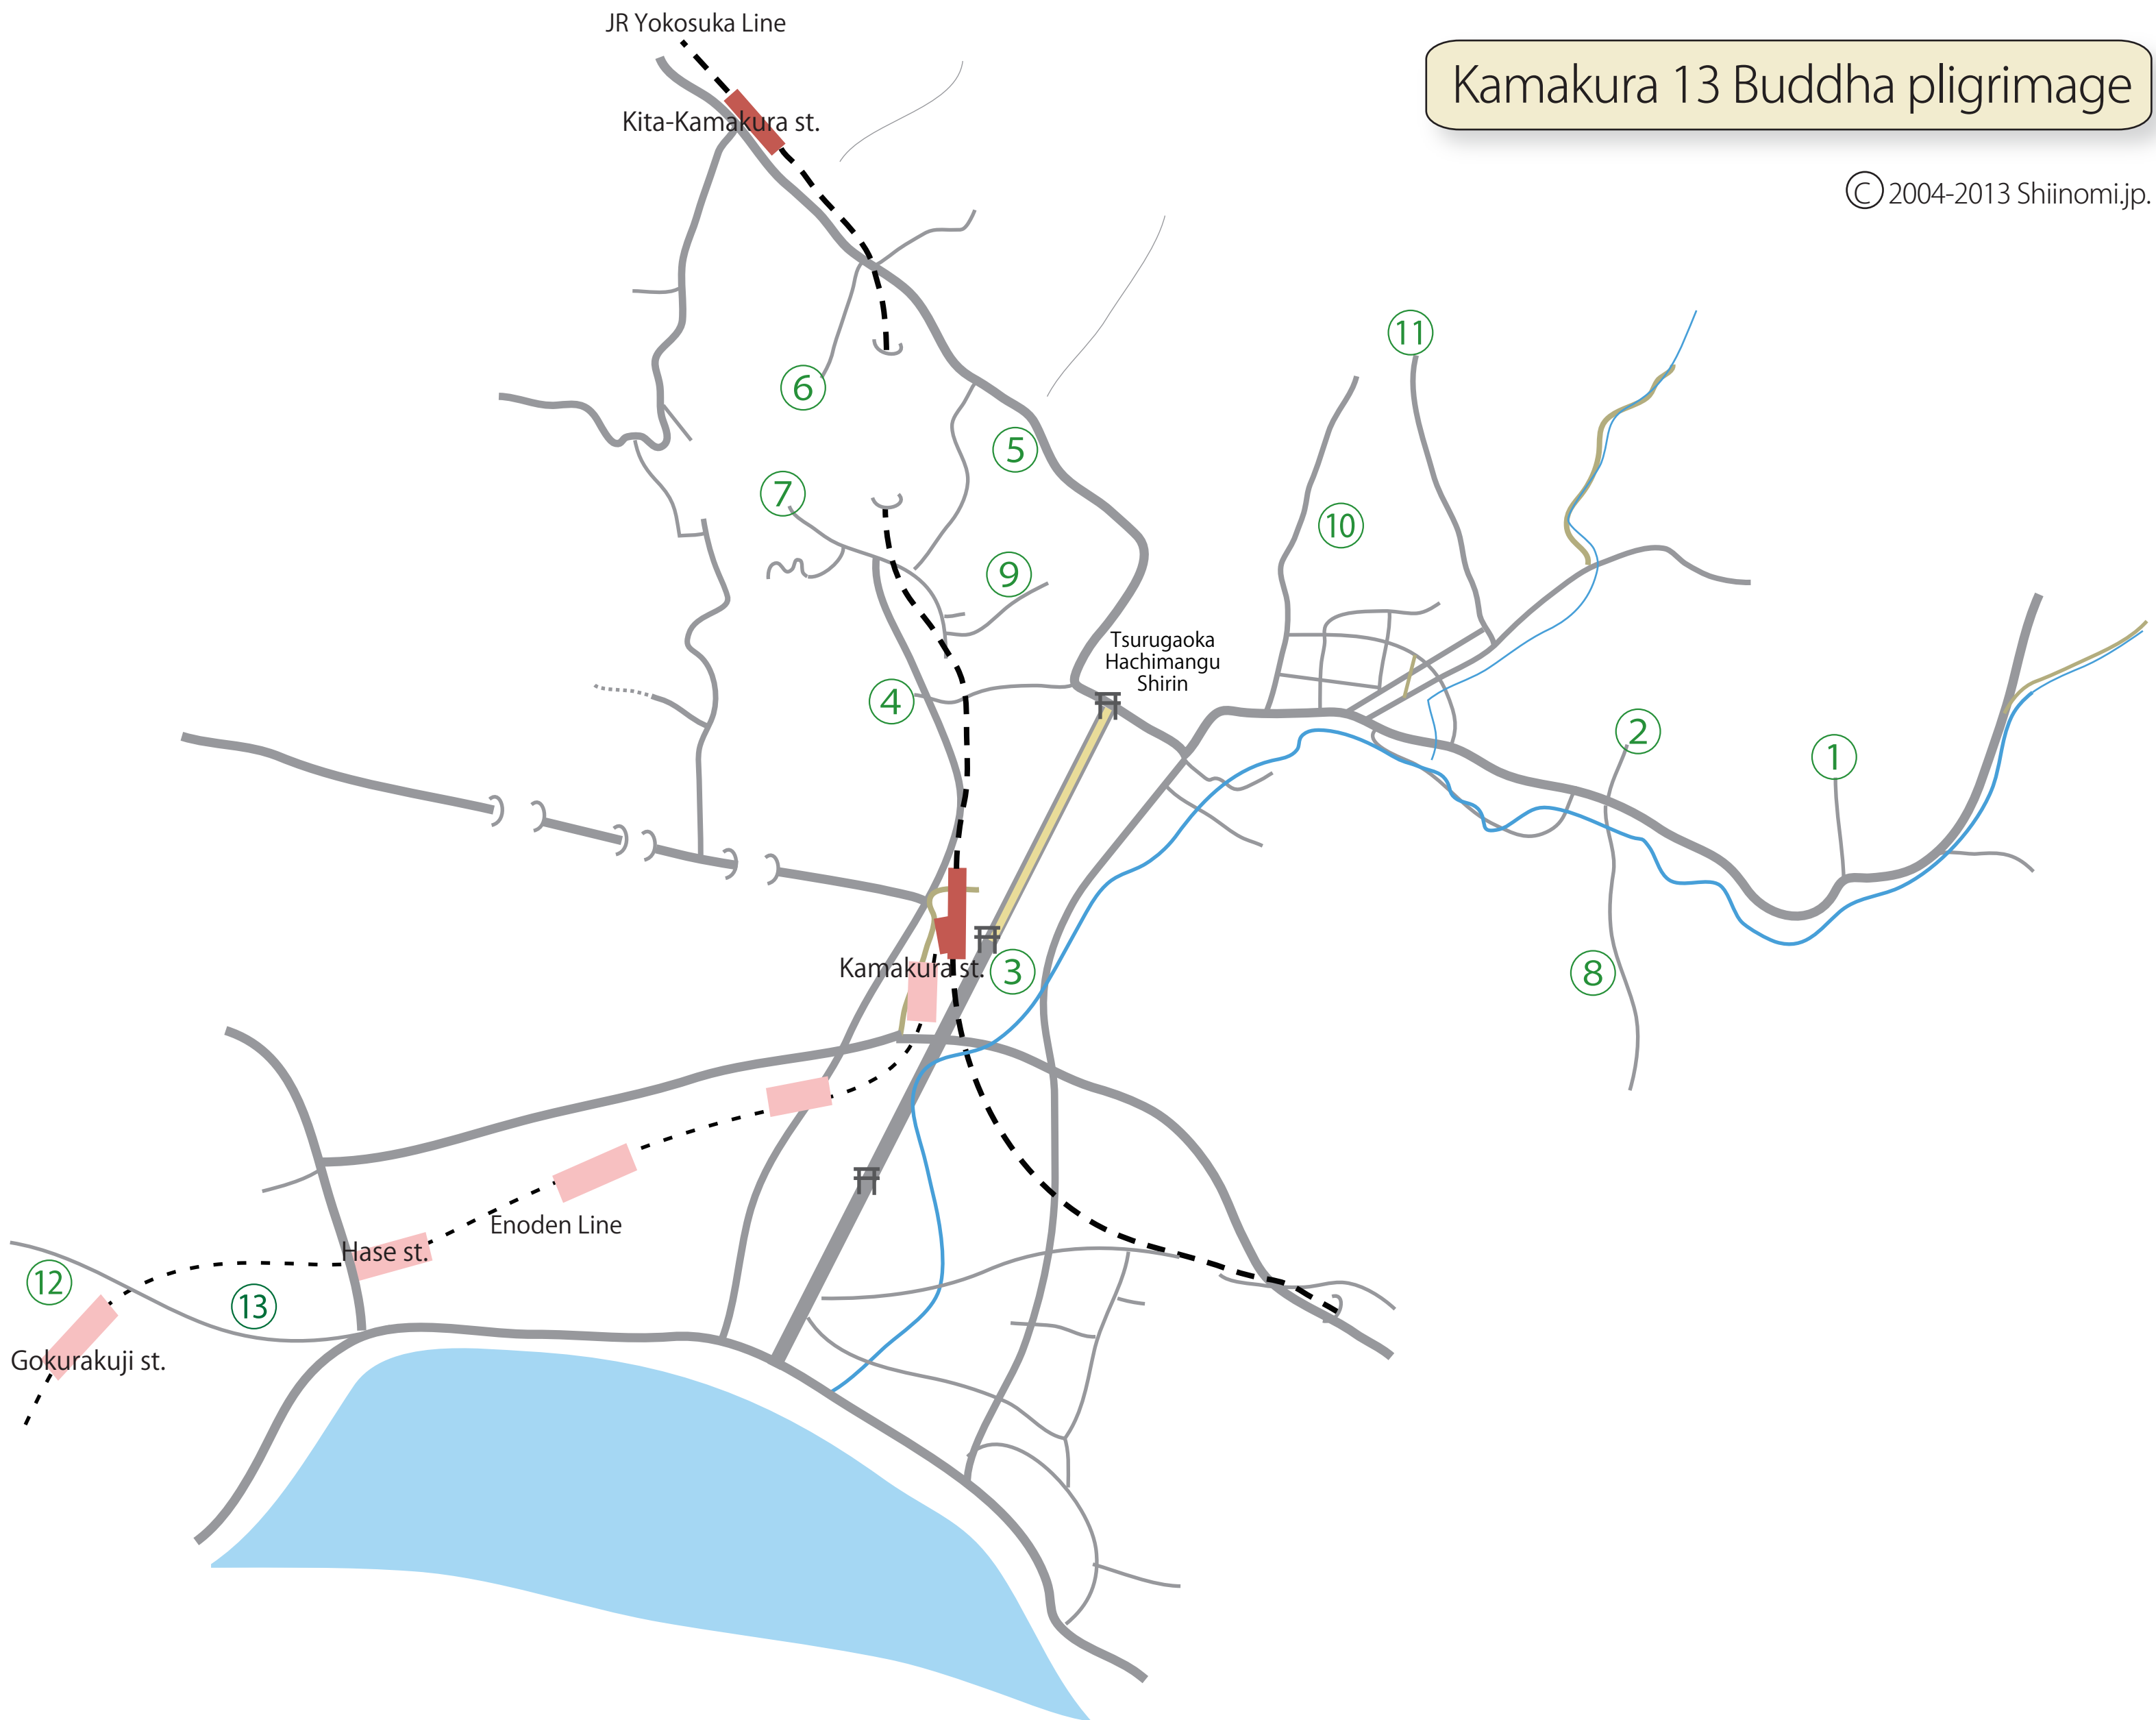 JR Yokosuka Line
Kamakura 13 Buddha pligrimage
Kita-Kamakura st.
Ⓒ 2004-2013 Shiinomi.jp.
⑪
⑥
⑤
⑦
⑩
⑨
Tsurugaoka
Hachimangu
Shirin
④
②
①
Kamakura st.
③
⑧
Enoden Line
Hase st.
⑫
⑬
Gokurakuji st.